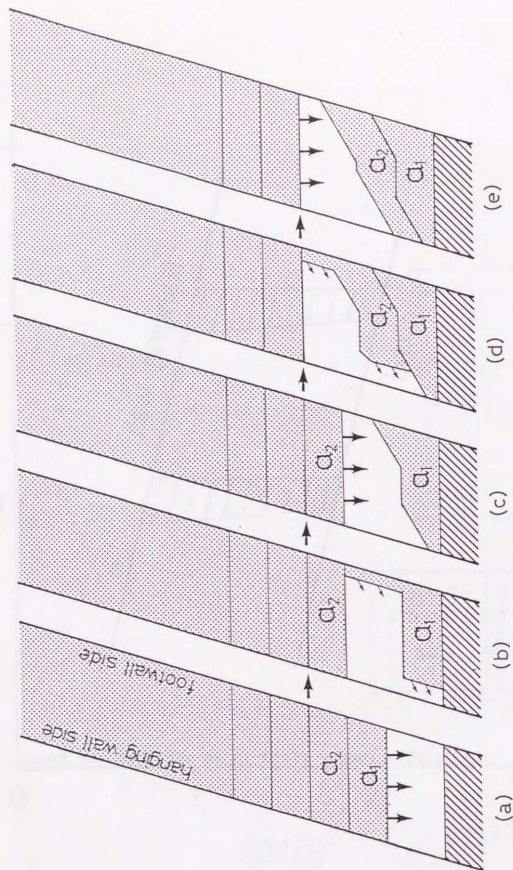 hanging wall side
footwall side
a₂
a₁
a₂
a₁
a₂
a₁
a₂
a₁
a₂
a₁
(a)
(b)
(c)
(d)
(e)